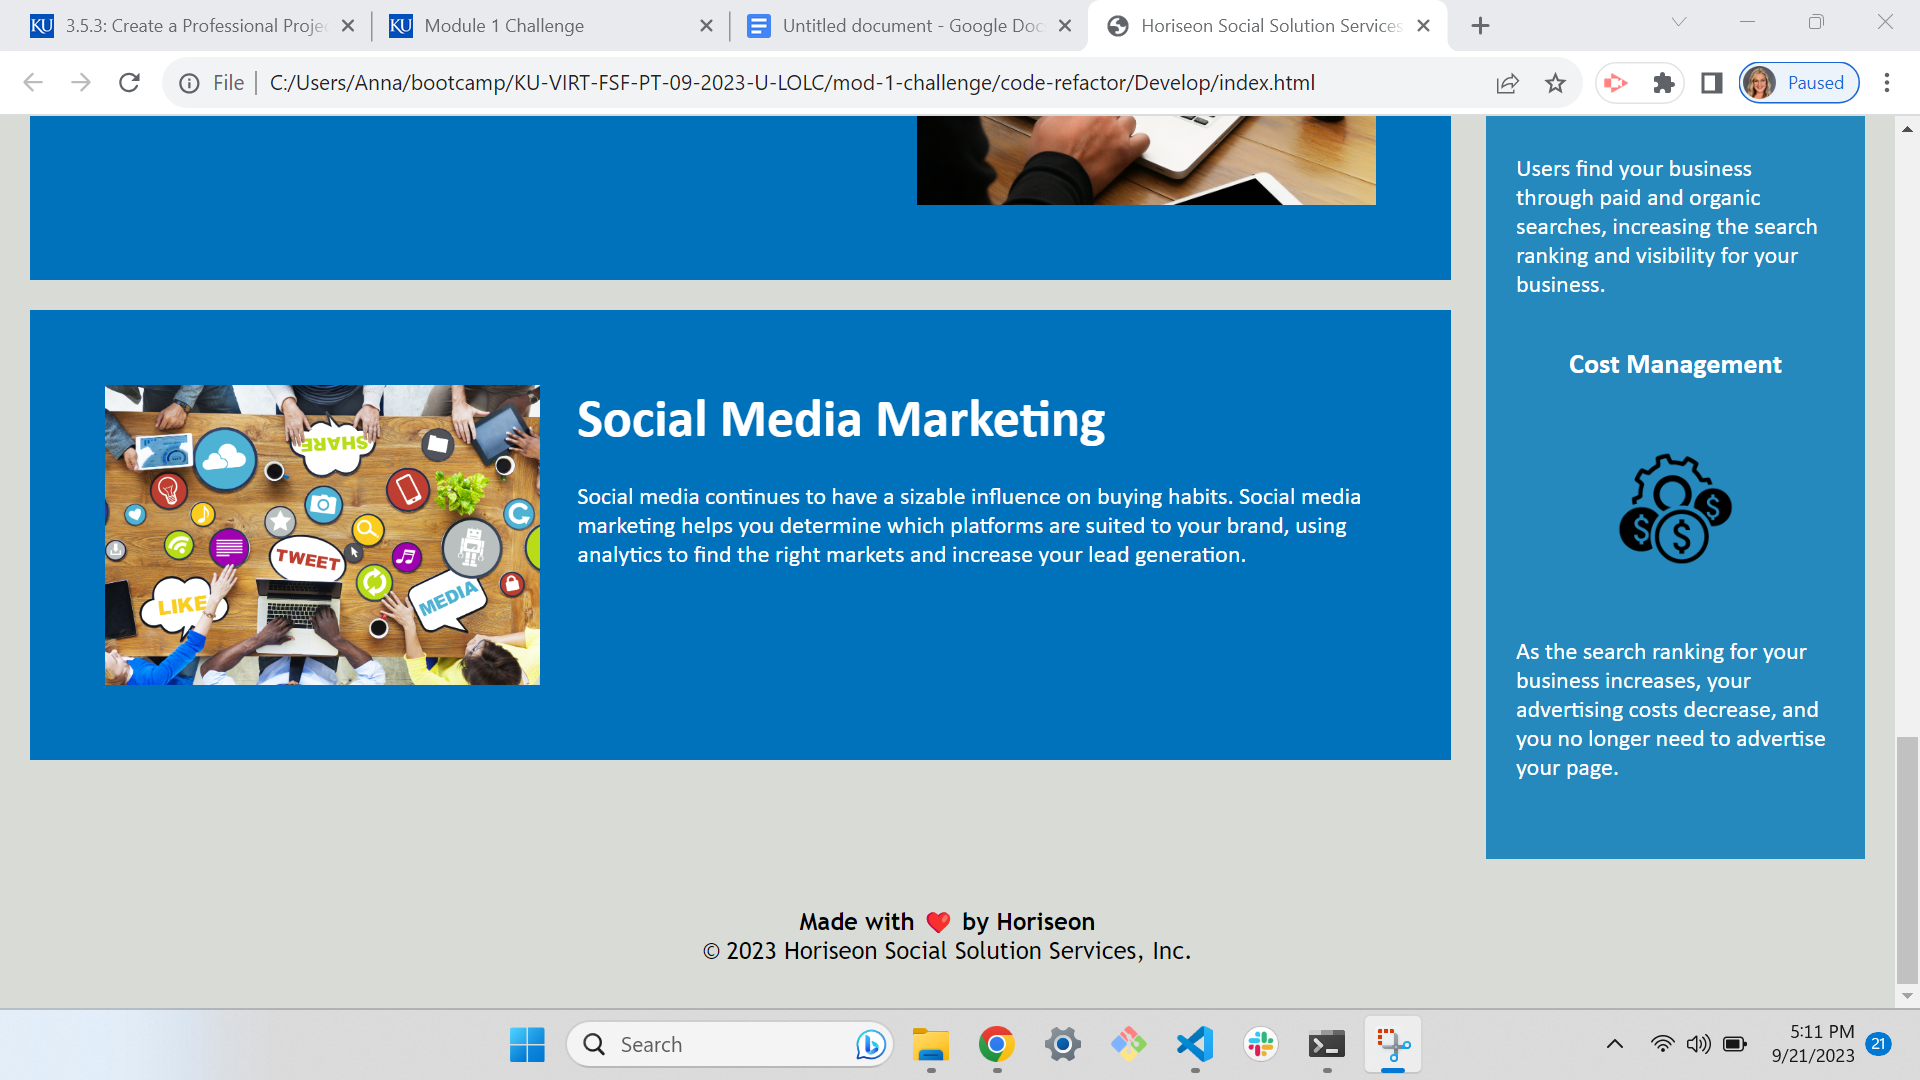 3.5.3: Create a Professional Proje
Module 1 Challenge
Untitled document - Google Doc
Horiseon Social Solution Services
File
C:/Users/Anna/bootcamp/KU-VIRT-FSF-PT-09-2023-U-LOLC/mod-1-challenge/code-refactor/Develop/index.html
Paused
SHARE
TWEET
LIKE
MEDIA
Social Media Marketing
Social media continues to have a sizable influence on buying habits. Social media
marketing helps you determine which platforms are suited to your brand, using
analytics to find the right markets and increase your lead generation.
Users find your business
through paid and organic
searches, increasing the search
ranking and visibility for your
business.
Cost Management
$ $ $
As the search ranking for your
business increases, your
advertising costs decrease, and
you no longer need to advertise
your page.
Made with ❤️ by Horiseon
© 2023 Horiseon Social Solution Services, Inc.
Search
5:11 PM
9/21/2023
21